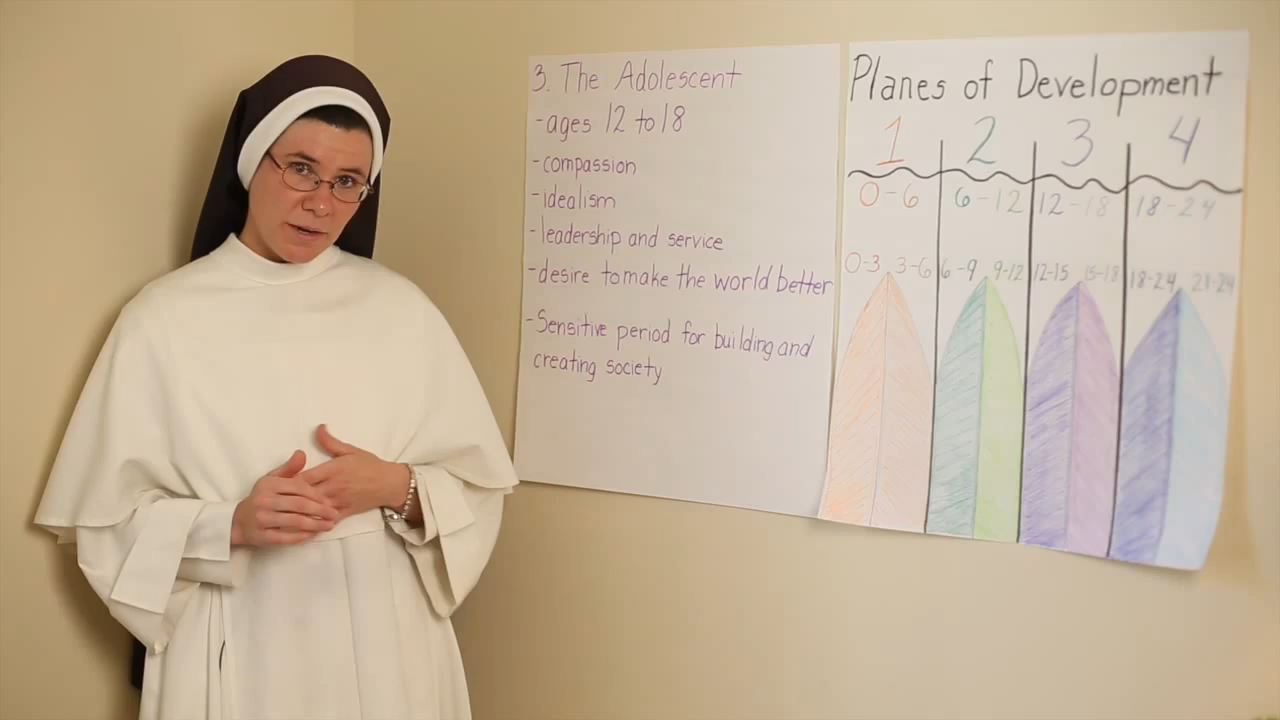 3. The Adolescent
-ages 12 to 18
-compassion
-idealism
-leadership and service
-desire to make the world better
-Sensitive period for building and
creating society
Planes of Development
1 2 3 4
0-6 6-12 12-18 18-24
0-3 3-6 6-9 9-12 12-15 15-18 18-24 21-24